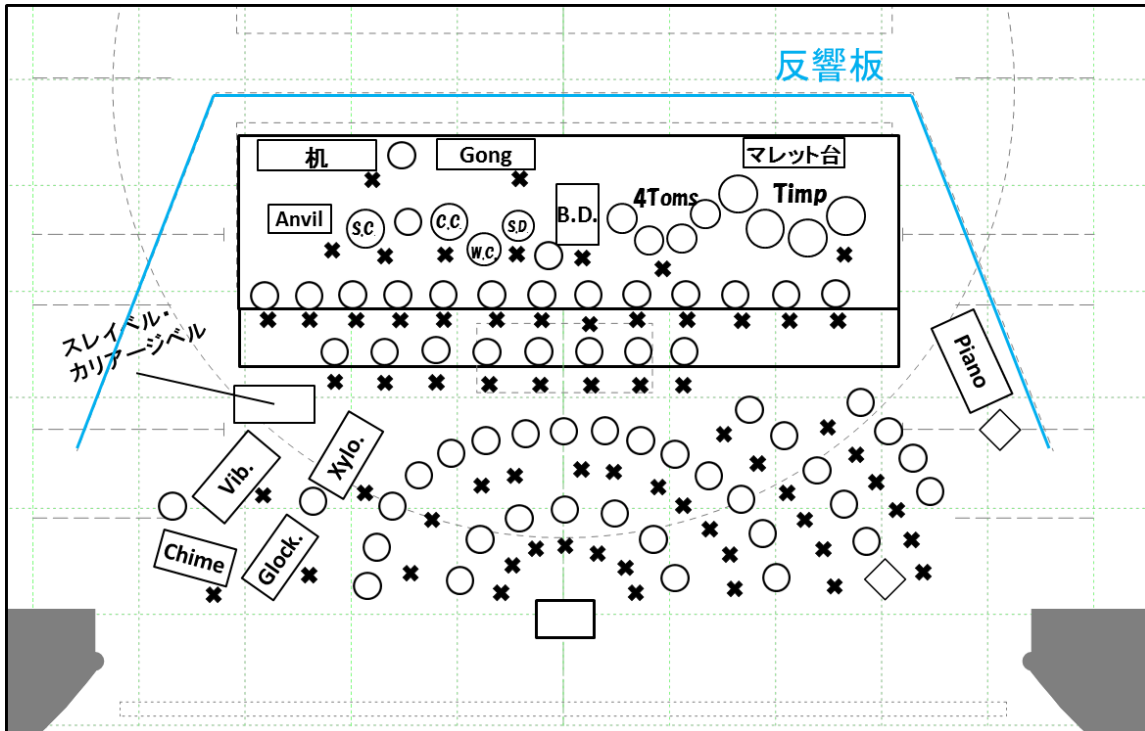 反響板
机
Gong
マレット台
Anvil
S.C.
C.C.
W.C.
S.D
B.D.
4Toms
Timp
スレイベル・
カリアージベル
Piano
Vib.
Xylo.
Chime
Glock.